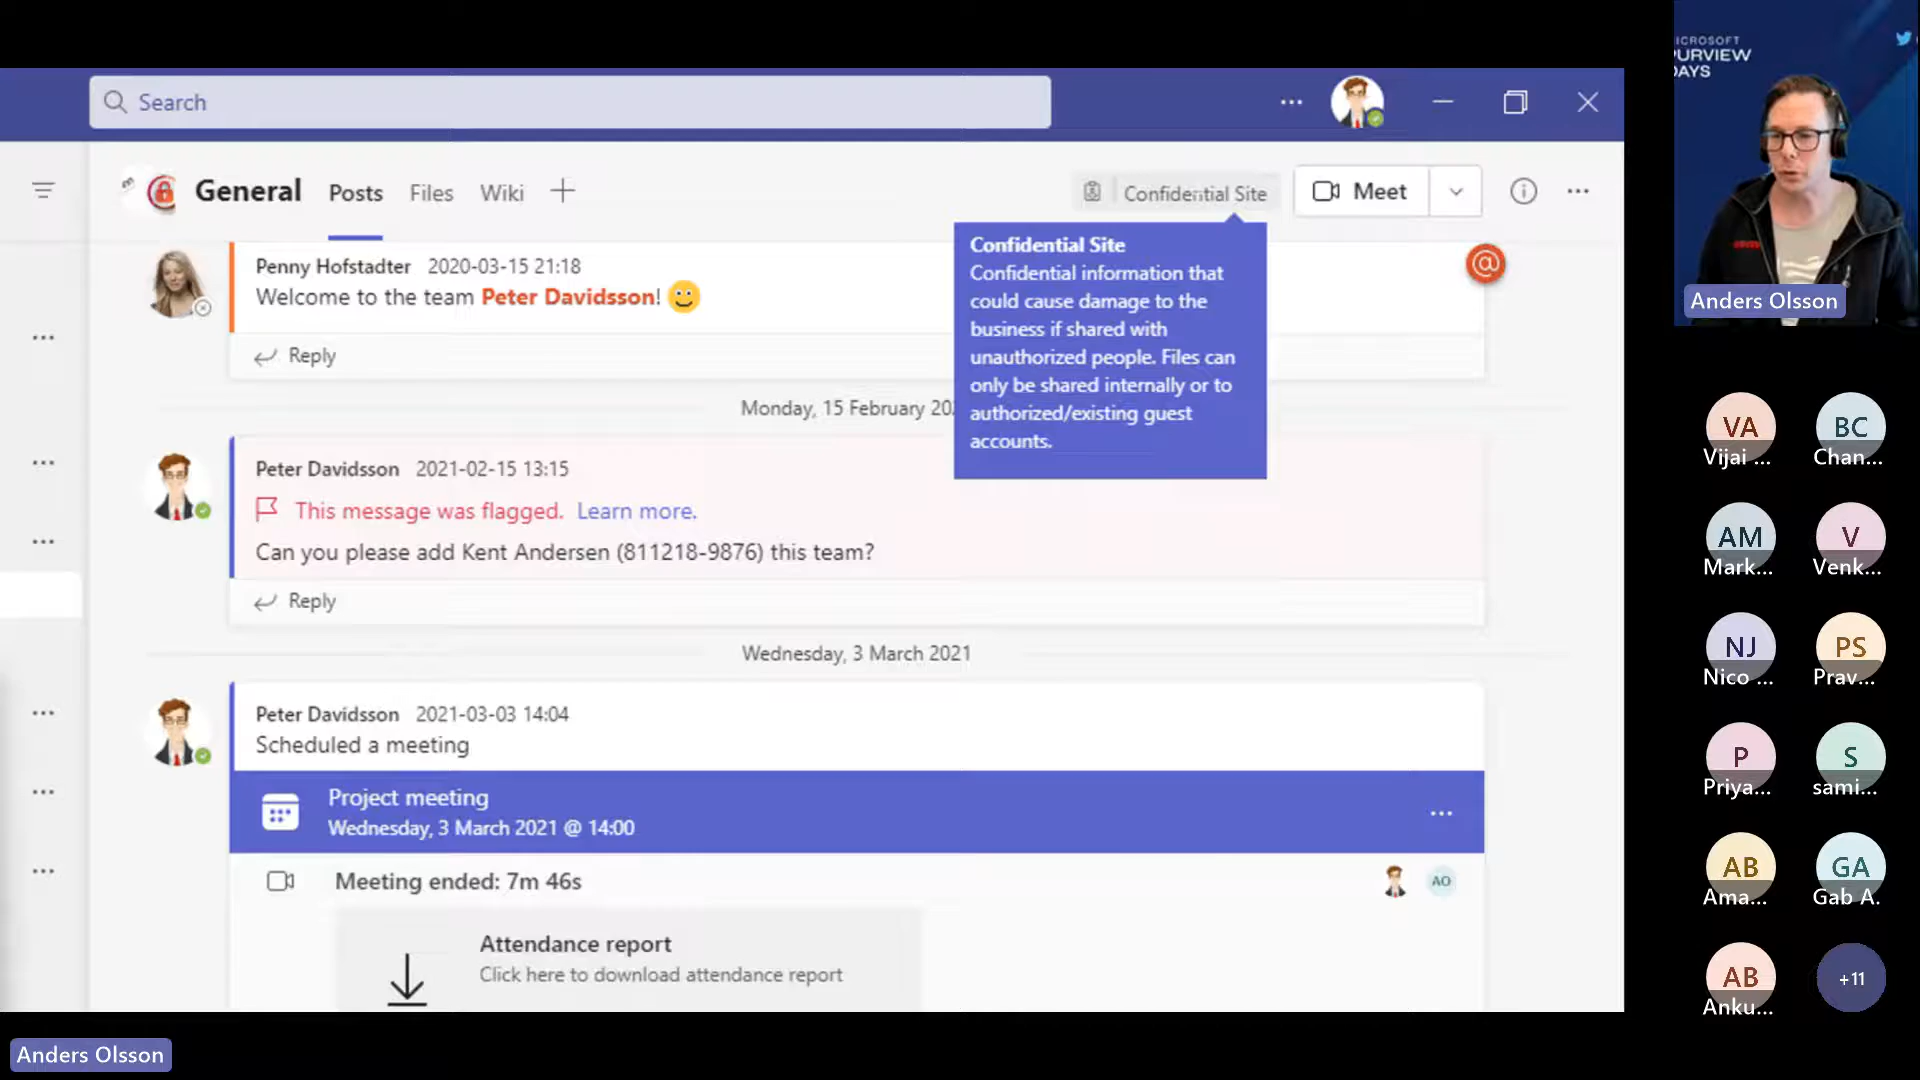 Search
General
Posts
Files
Wiki
Confidential Site
Meet
Penny Hofstadter 2020-03-15 21:18
Welcome to the team Peter Davidsson!
Reply
Confidential Site
Confidential information that
could cause damage to the
business if shared with
unauthorized people. Files can
only be shared internally or to
authorized/existing guest
accounts.
Monday, 15 February
Peter Davidsson 2021-02-15 13:15
This message was flagged. Learn more.
Can you please add Kent Andersen (811218-9876) this team?
Reply
Wednesday, 3 March 2021
Peter Davidsson 2021-03-03 14:04
Scheduled a meeting
Project meeting
Wednesday, 3 March 2021 @ 14:00
Meeting ended: 7m 46s
AO
Attendance report
Click here to download attendance report
Anders Olsson
ICROSOFT
URVIEW
DAYS
Anders Olsson
VA
Vijai ...
BC
Chan...
AM
Mark...
V
Venk...
NJ
Nico ...
PS
Prav...
P
Priya...
S
sami...
AB
Ama...
GA
Gab A.
AB
Anku...
+11